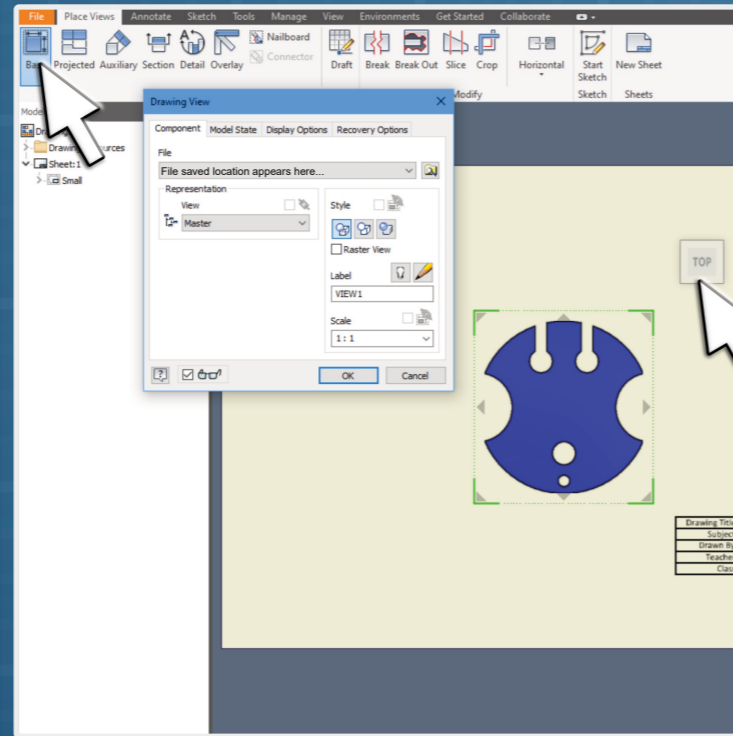 File Place Views Annotate Sketch Tools Manage View Environments Get Started Collaborate
Nailboard
Connector
Projected Auxiliary Section Detail Overlay Draft Break Break Out Slice Crop Horizontal Start Sketch New Sheet
Modify Sketch Sheets
Drawing View
Component Model State Display Options Recovery Options
File
File saved location appears here...
Representation
View
Master
Style
Raster View
Label
VIEW1
Scale
1:1
OK Cancel
Sheet:1
Small
TOP
Drawing Title
Subject
Drawn By
Teacher
Class